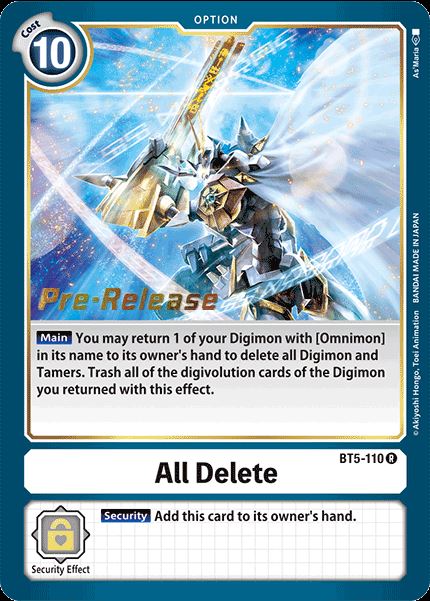 OPTION
Cost
10
As'Maria
Pre-Release
Main You may return 1 of your Digimon with [Omnimon]
in its name to its owner's hand to delete all Digimon and
Tamers. Trash all of the digivolution cards of the Digimon
you returned with this effect.
© Akiyoshi Hongo, Toei Animation BANDAI MADE IN JAPAN
BT5-110 R
All Delete
Security Add this card to its owner's hand.
Security Effect